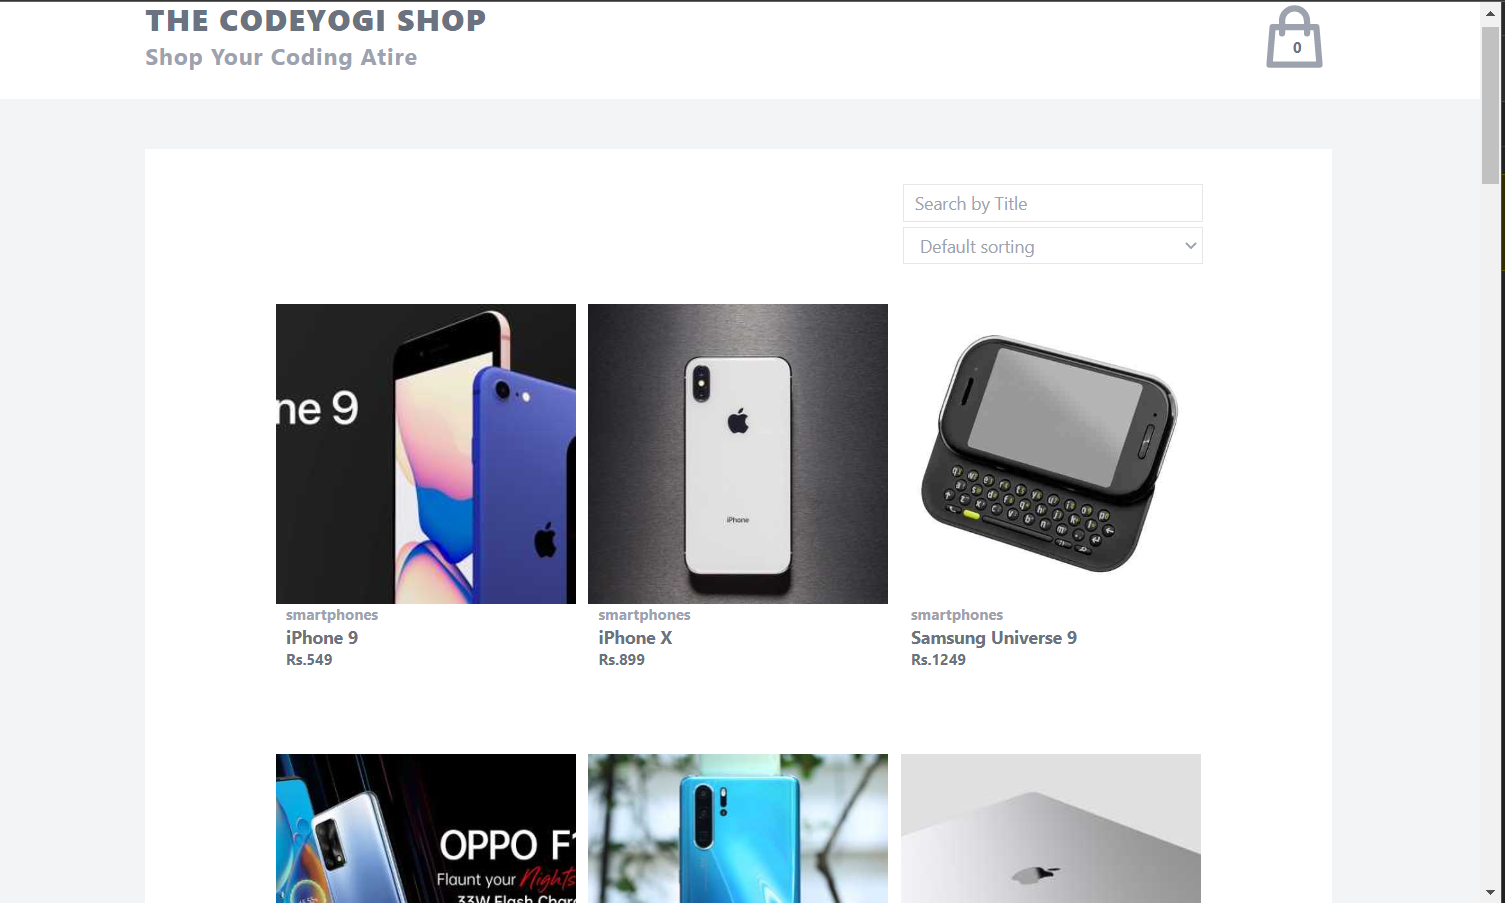 THE CODEYOGI SHOP
Shop Your Coding Atire
0
Search by Title
Default sorting
ne 9
iPhone
smartphones
iPhone 9
Rs.549
smartphones
iPhone X
Rs.899
smartphones
Samsung Universe 9
Rs.1249
OPPO F1
Flaunt your Nights
33W Flash Char